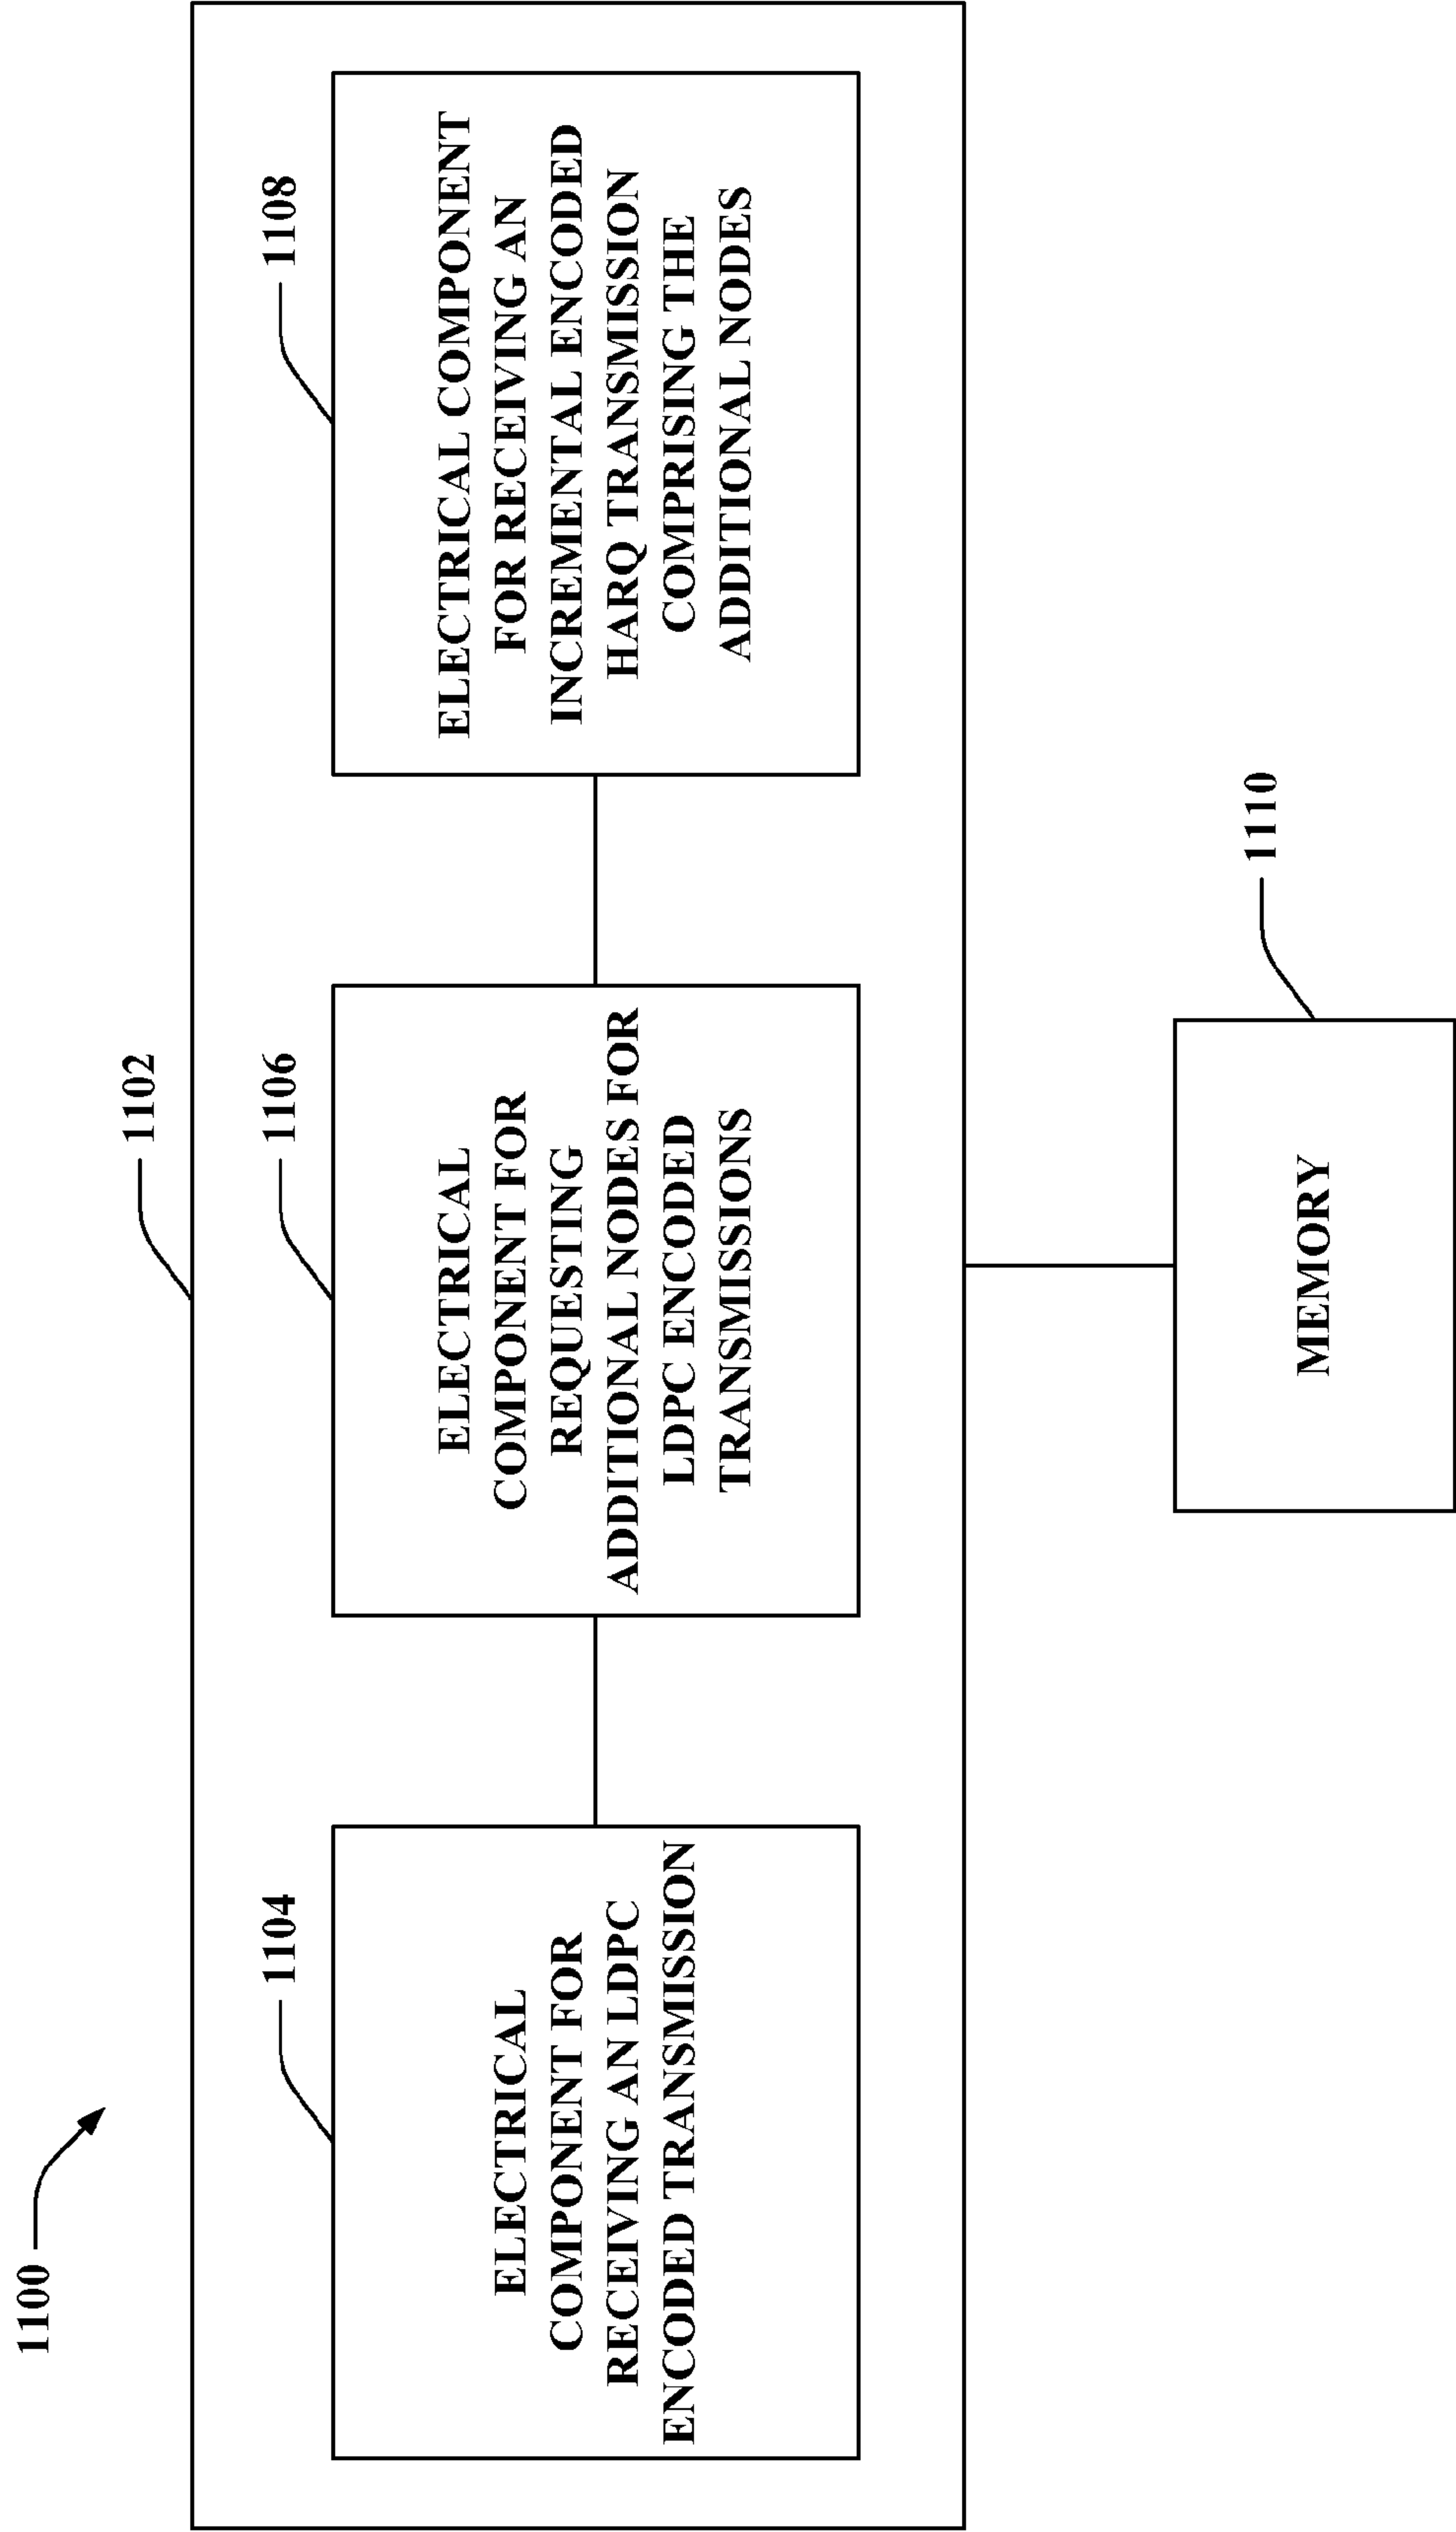 1100
1102
1104
ELECTRICAL
COMPONENT FOR
RECEIVING AN LDPC
ENCODED TRANSMISSION
1106
ELECTRICAL
COMPONENT FOR
REQUESTING
ADDITIONAL NODES FOR
LDPC ENCODED
TRANSMISSIONS
1108
ELECTRICAL COMPONENT
FOR RECEIVING AN
INCREMENTAL ENCODED
HARQ TRANSMISSION
COMPRISING THE
ADDITIONAL NODES
1110
MEMORY